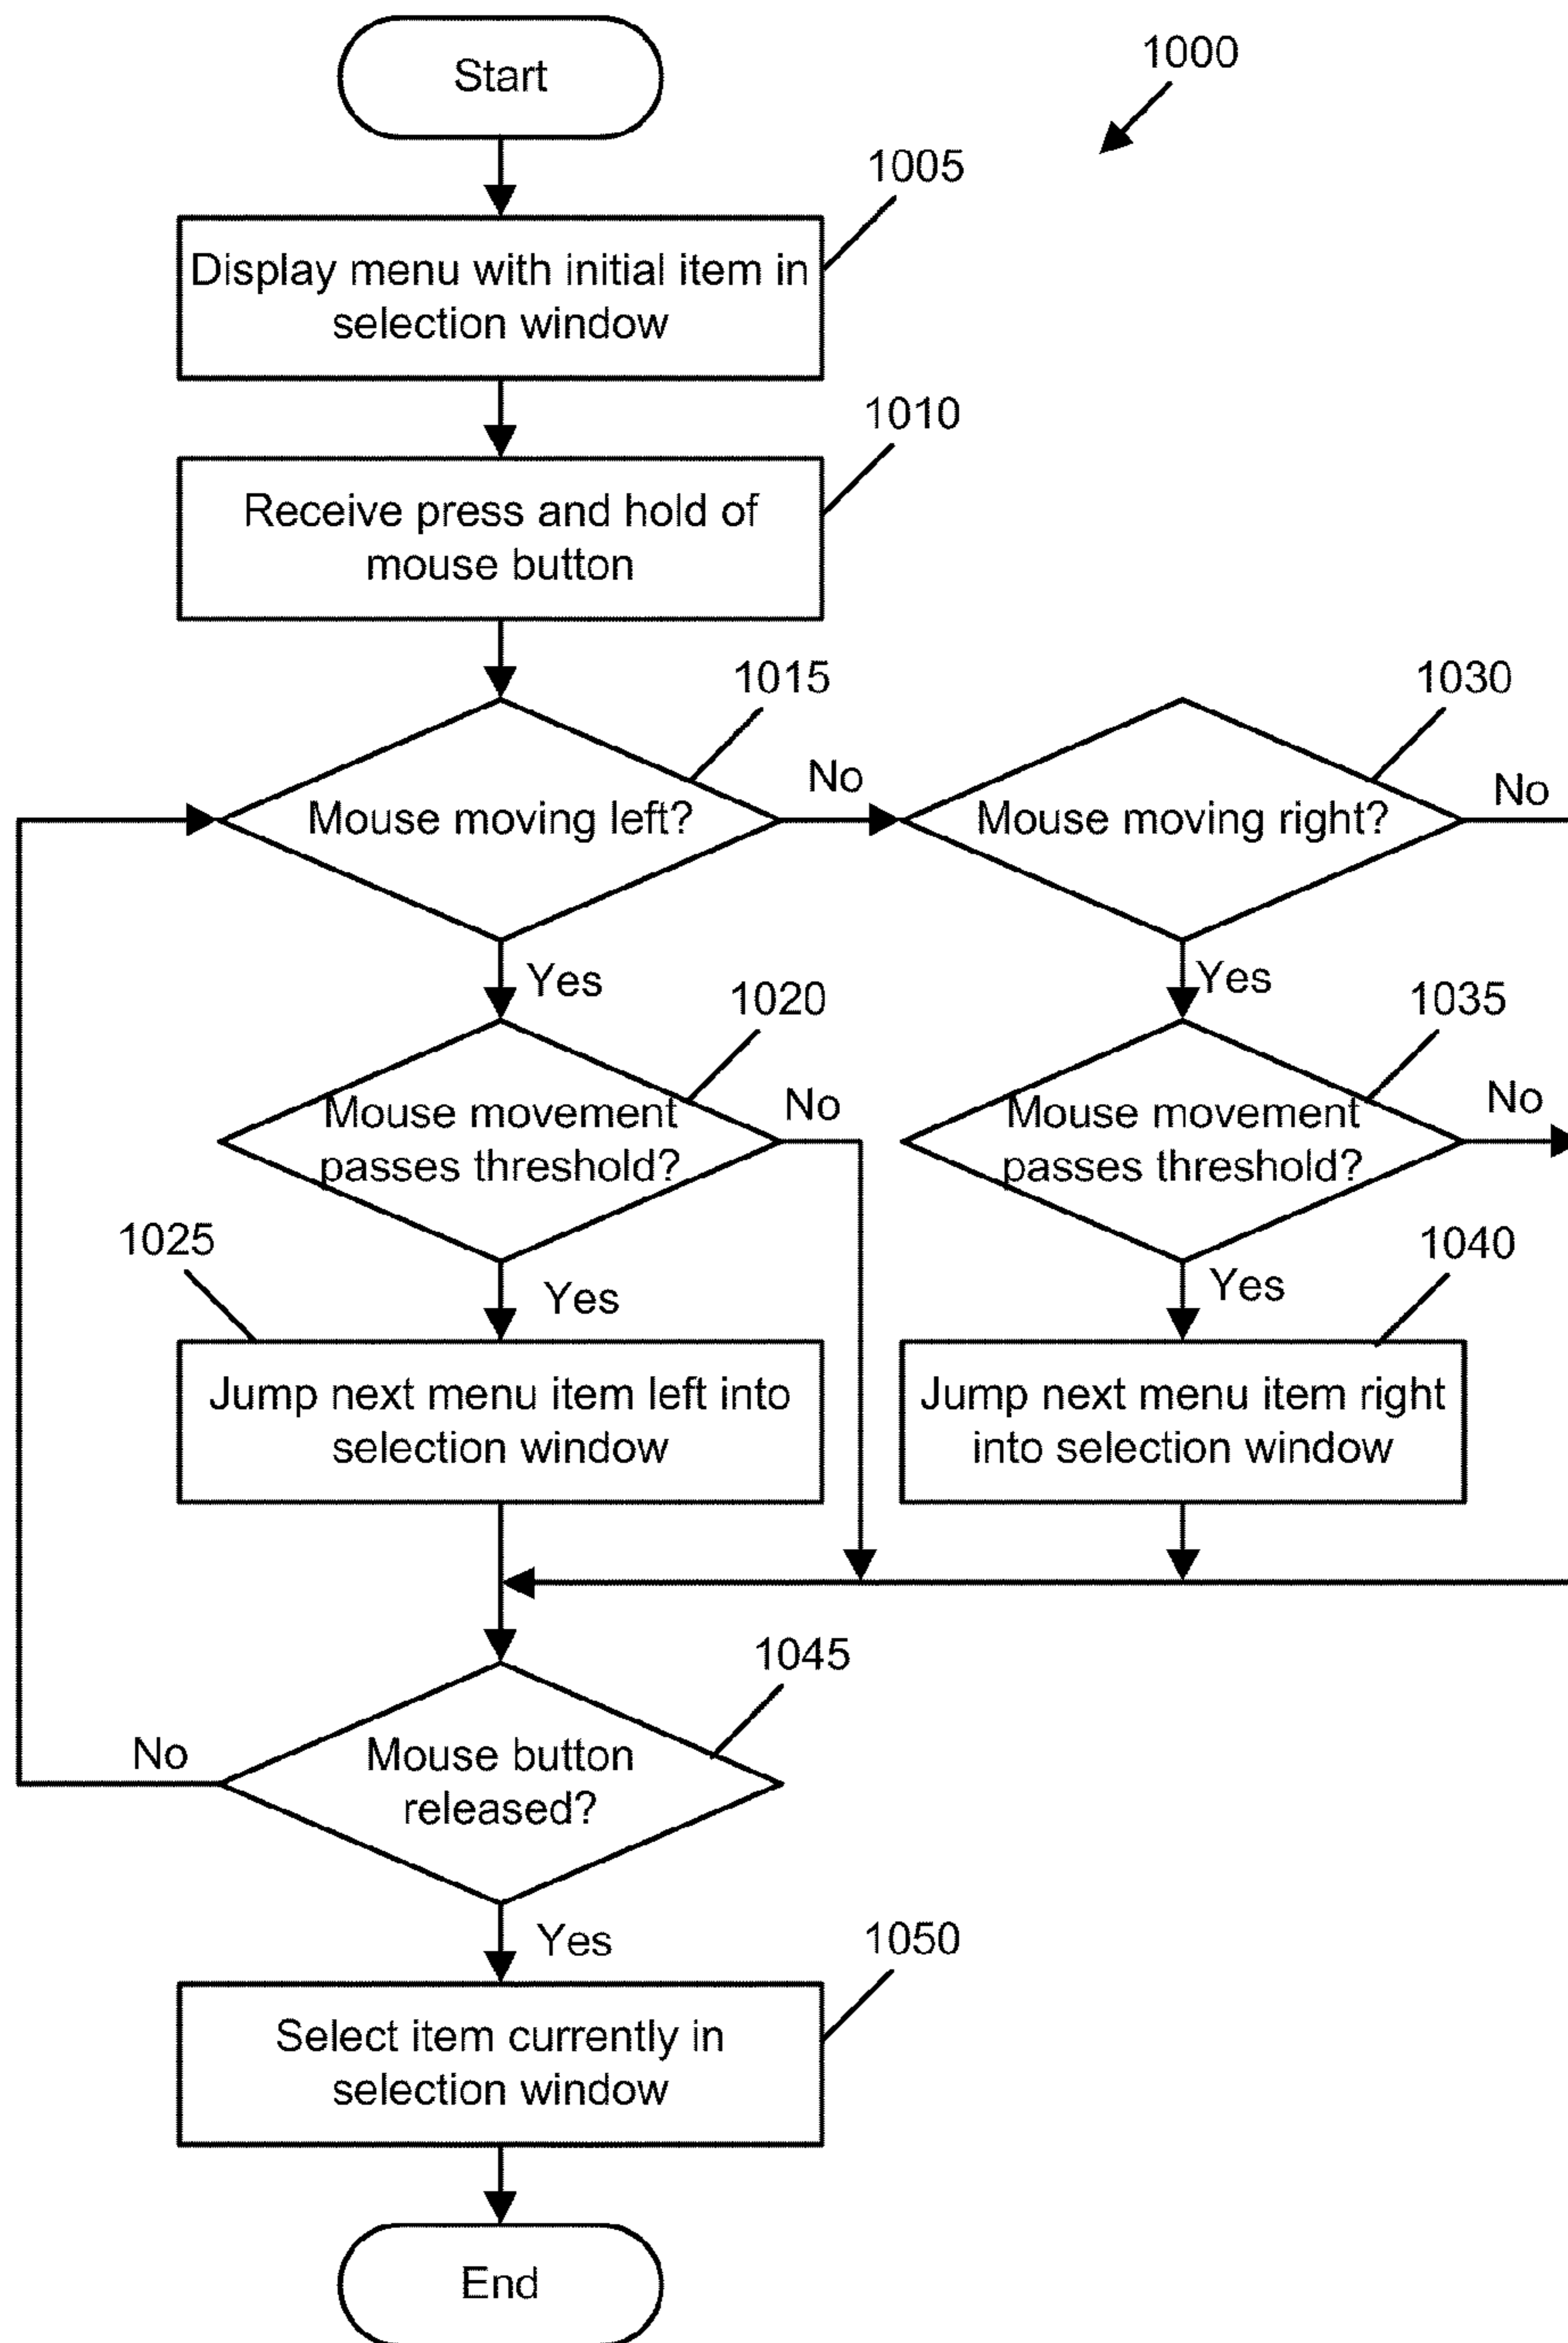 Start
1000
1005
Display menu with initial item in
selection window
1010
Receive press and hold of
mouse button
1015
1030
Mouse moving left?
No
Mouse moving right?
No
Yes
Yes
1020
1035
Mouse movement
passes threshold?
No
Mouse movement
passes threshold?
No
1025
Yes
Yes
1040
Jump next menu item left into
selection window
Jump next menu item right
into selection window
1045
Mouse button
released?
No
Yes
1050
Select item currently in
selection window
End